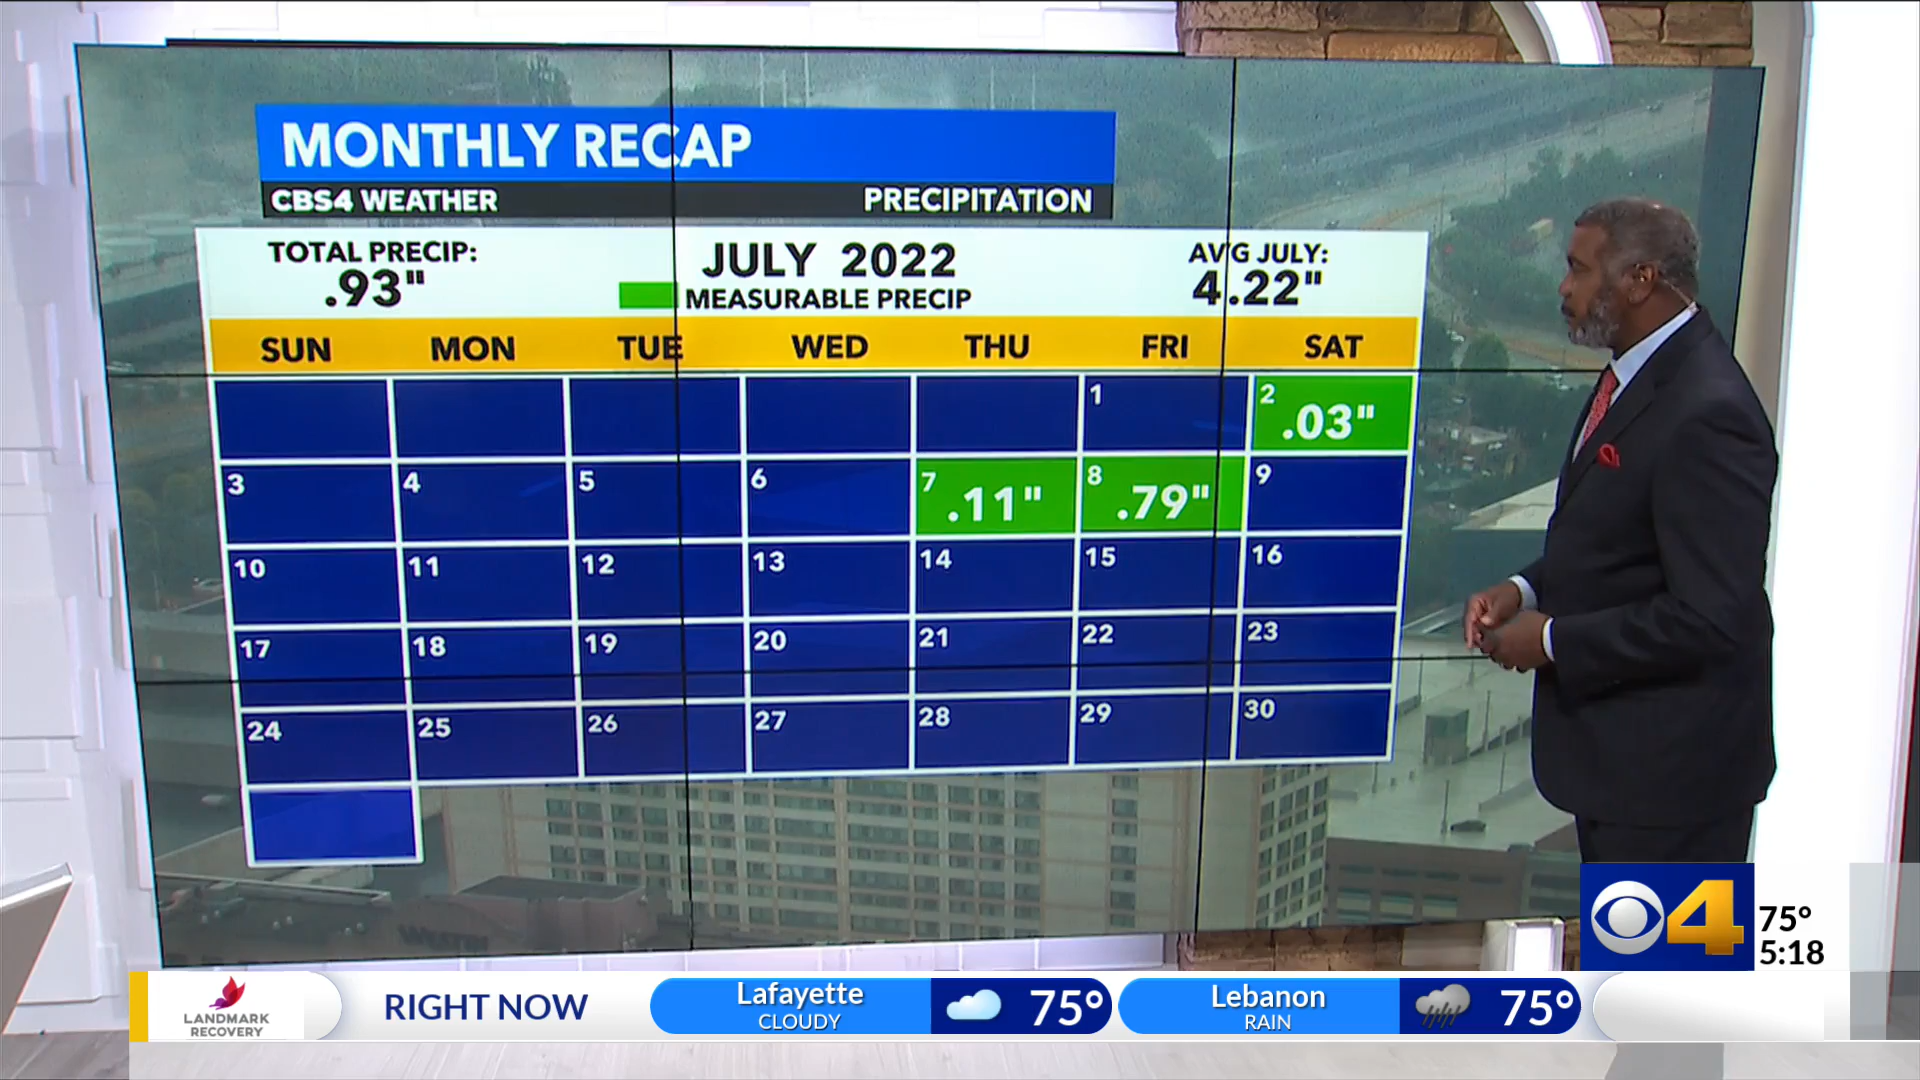 MONTHLY RECAP
CBS4 WEATHER PRECIPITATION
TOTAL PRECIP: JULY 2022 AVG JULY:
.93" MEASURABLE PRECIP 4.22"
SUN MON TUE WED THU FRI SAT
1 2 .03"
3 4 5 6 7 .11" 8 .79" 9
10 11 12 13 14 15 16
17 18 19 20 21 22 23
24 25 26 27 28 29 30
4 75°
5:18
LANDMARK
RECOVERY
RIGHT NOW
Lafayette
CLOUDY
75°
Lebanon
RAIN
75°